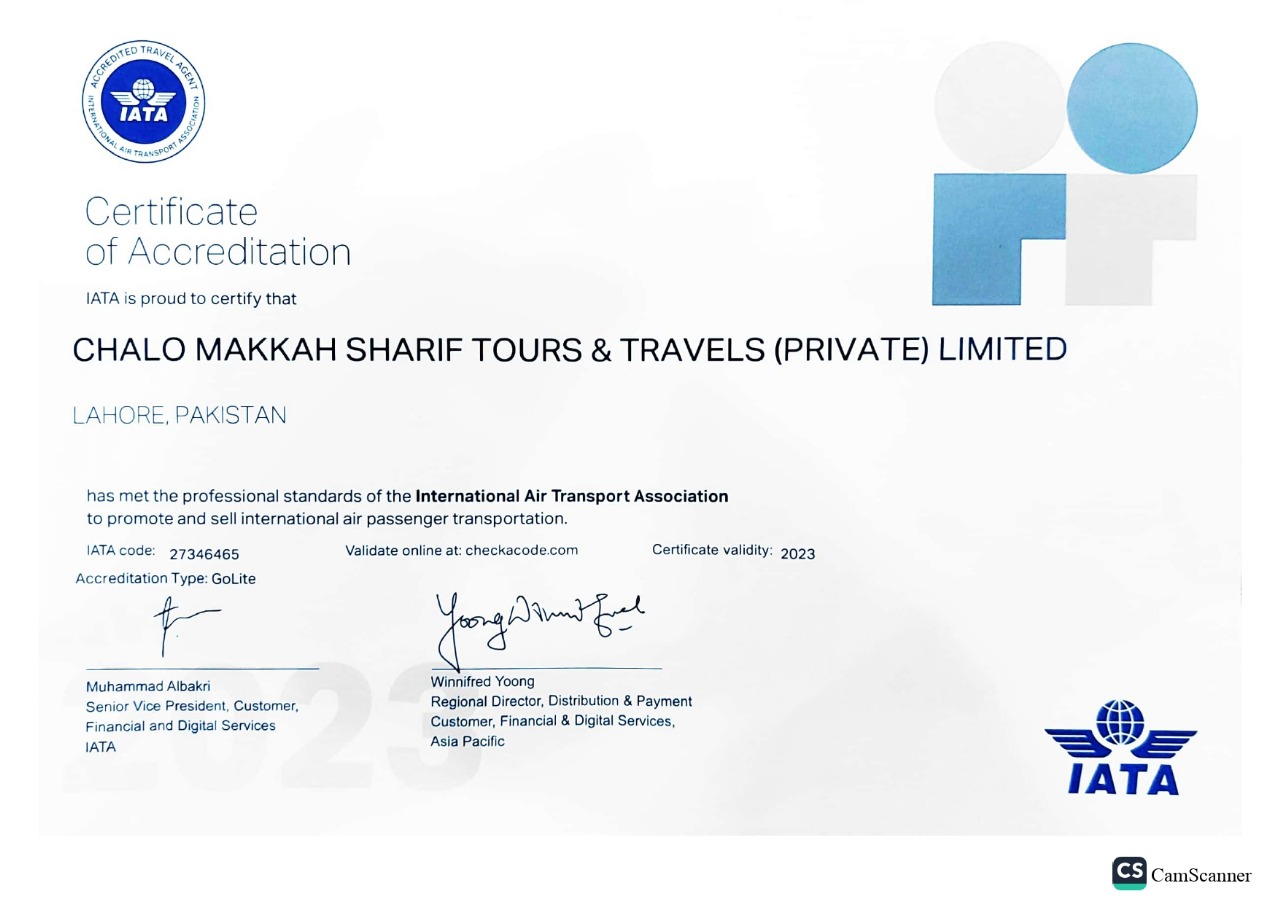 ACCREDITED TRAVEL AGENT
INTERNATIONAL AIR TRANSPORT ASSOCIATION
IATA
Certificate
of Accreditation
IATA is proud to certify that
CHALO MAKKAH SHARIF TOURS & TRAVELS (PRIVATE) LIMITED
LAHORE, PAKISTAN
has met the professional standards of the International Air Transport Association
to promote and sell international air passenger transportation.
IATA code: 27346465 Validate online at: checkacode.com Certificate validity: 2023
Accreditation Type: GoLite
2023
Muhammad Albakri
Senior Vice President, Customer,
Financial and Digital Services
IATA
Winnifred Yoong
Regional Director, Distribution & Payment
Customer, Financial & Digital Services,
Asia Pacific
IATA
CS CamScanner